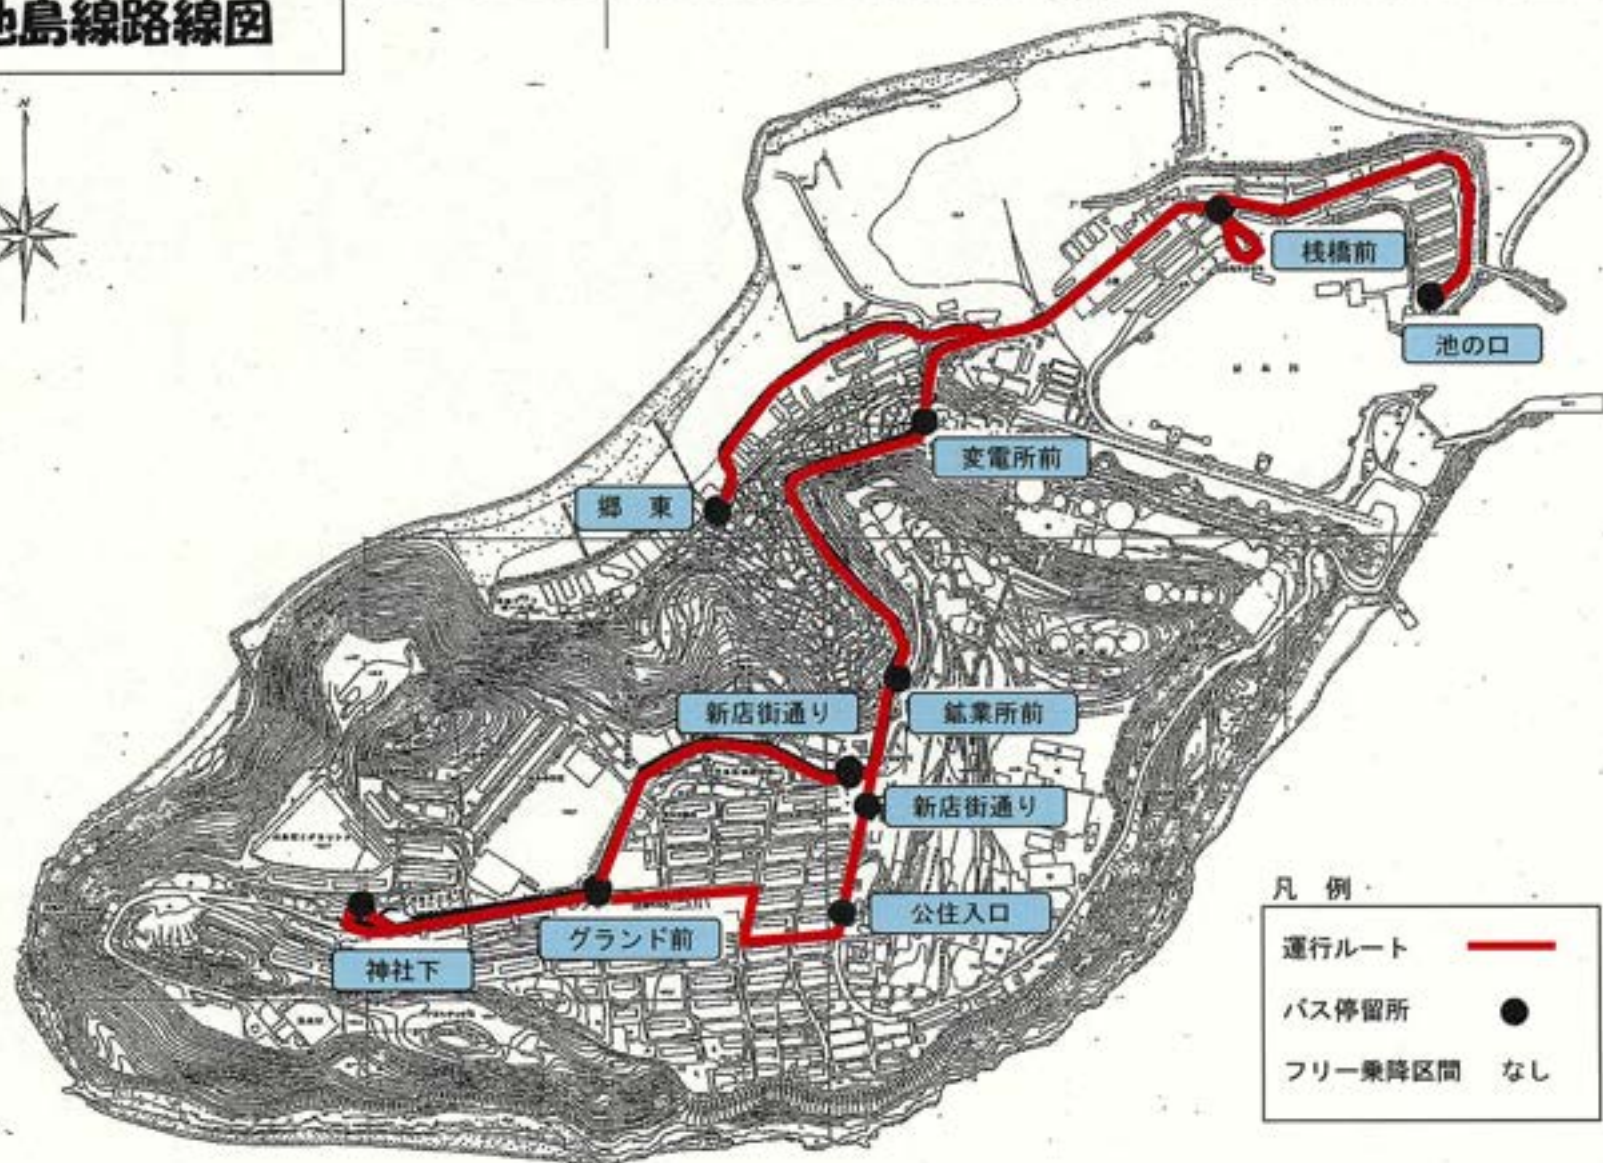 池島線路線図
N
桟橋前
池の口
変電所前
郷 東
新店街通り
鉱業所前
新店街通り
公住入口
グランド前
神社下
凡 例
運行ルート
バス停留所
フリー乗降区間 なし